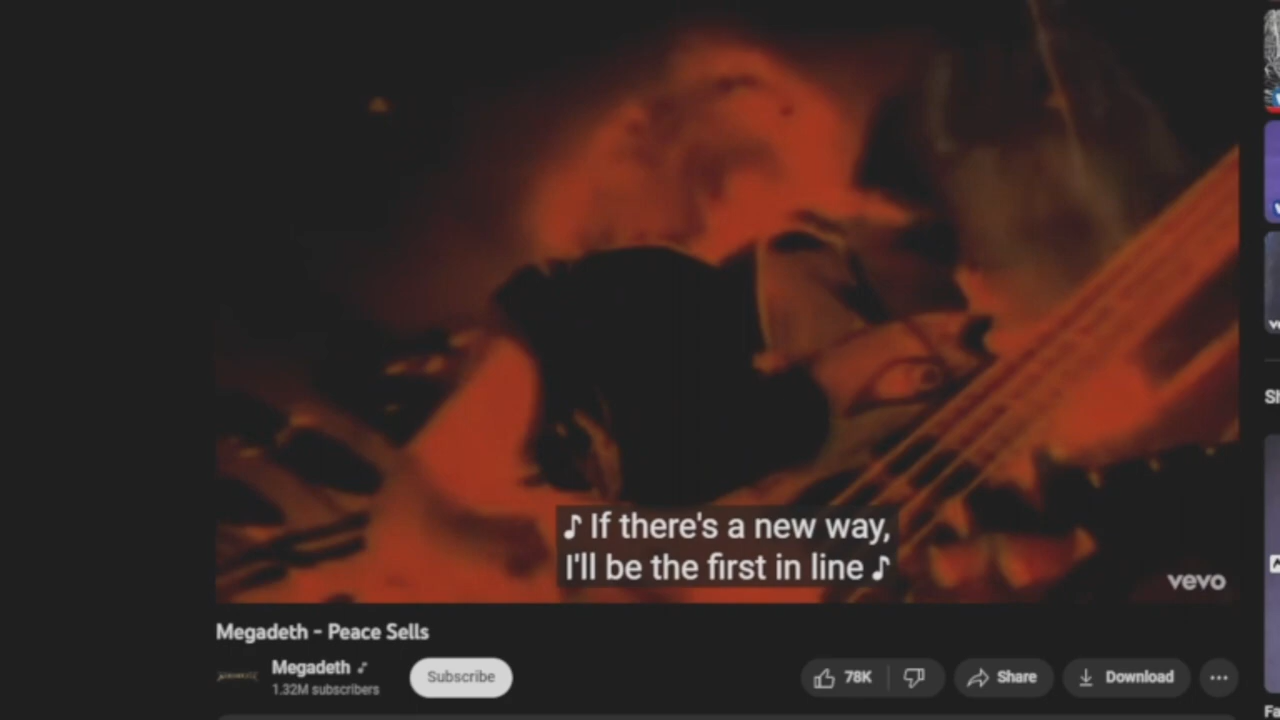 ♪ If there's a new way,
I'll be the first in line ♪
vevo
Megadeth - Peace Sells
Megadeth ♪
1.32M subscribers
Subscribe
78K
Share
Download